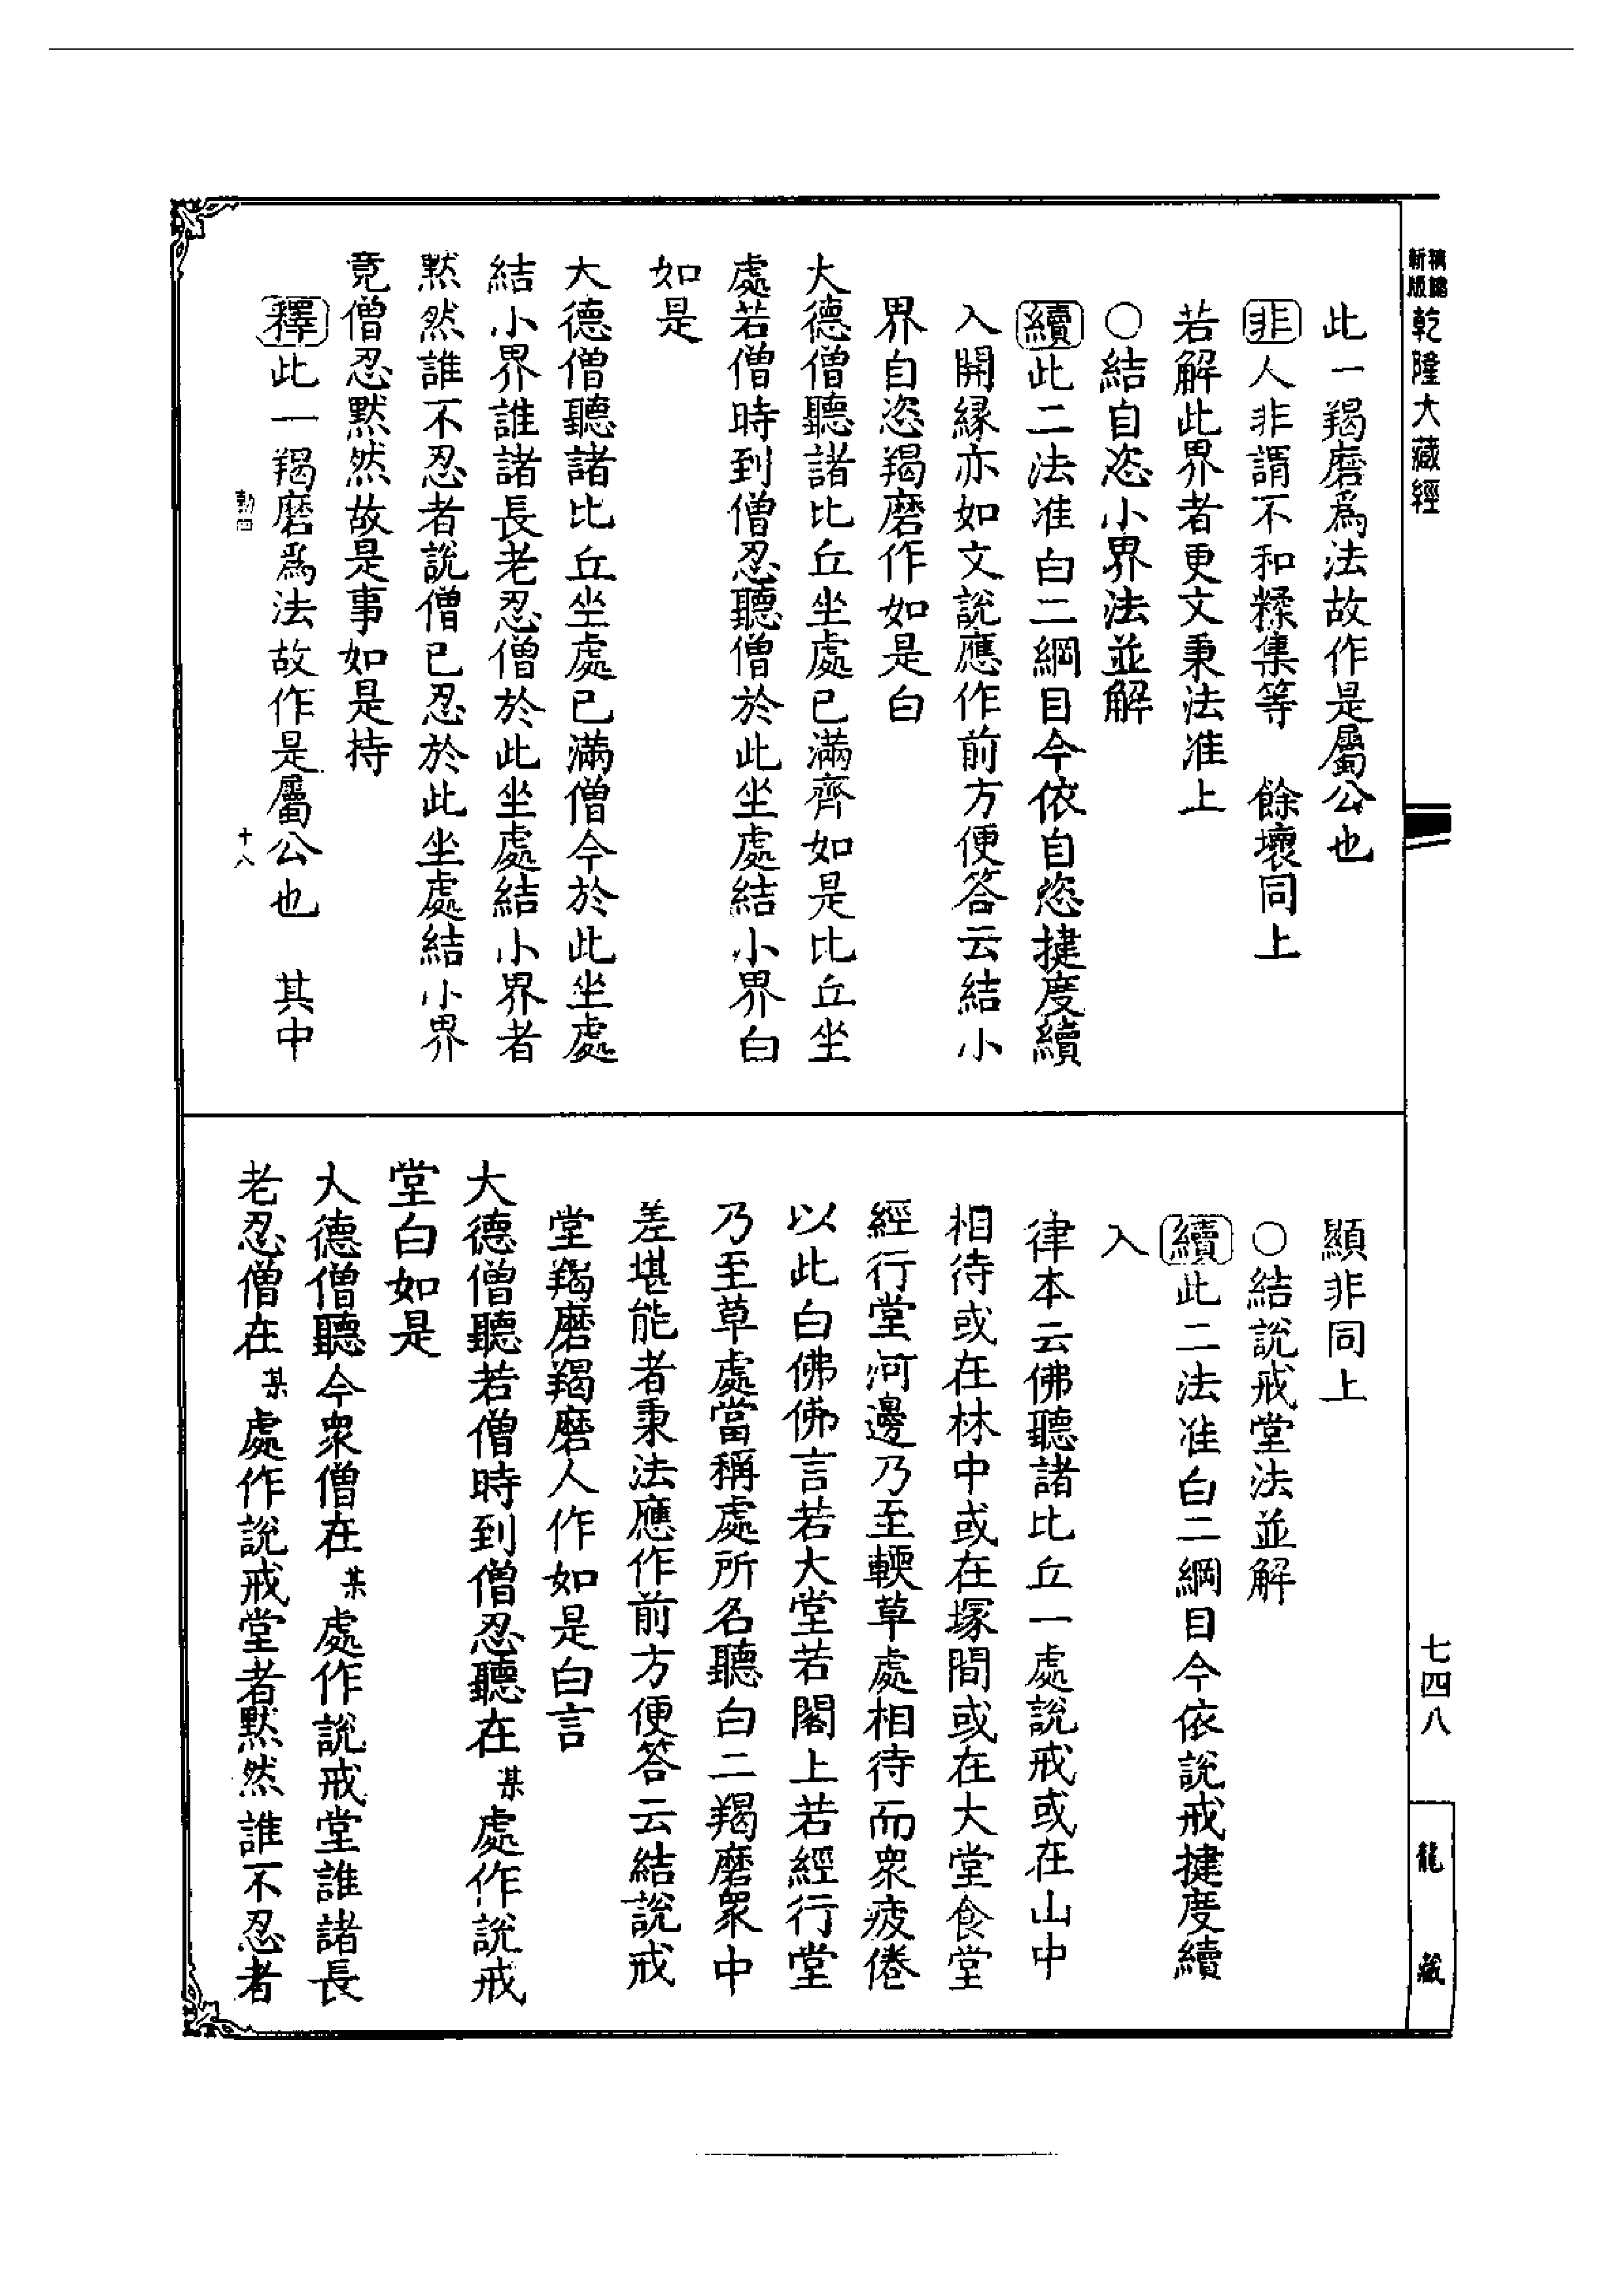 新版
乾隆大藏經
此一羯磨爲法故作是屬公也
非人非謂不和糅集等　餘壞同上
若解此界者更文秉法准上
○結自恣小界法並解
續此二法准白二綱目今依自恣揵度續
入開緣亦如文說應作前方便答云結小
界自恣羯磨作如是白
大德僧聽諸比丘坐處已滿齊如是比丘坐
處若僧時到僧忍聽僧於此坐處結小界白
如是
大德僧聽諸比丘坐處已滿僧今於此坐處
結小界誰諸長老忍僧於此坐處結小界者
默然誰不忍者說僧已忍於此坐處結小界
竟僧忍默然故是事如是持
釋此一羯磨爲法故作是屬公也　其中
十八
顯非同上
○結說戒堂法並解
續此二法准白二綱目今依說戒揵度續
入
律本云佛聽諸比丘一處說戒或在山中
相待或在林中或在塚間或在大堂食堂
經行堂河邊乃至輭草處相待而衆疲倦
以此白佛佛言若大堂若閣上若經行堂
乃至草處當稱處所名聽白二羯磨衆中
差堪能者秉法應作前方便答云結說戒
堂羯磨羯磨人作如是白言
大德僧聽若僧時到僧忍聽在某處作說戒
堂白如是
大德僧聽今衆僧在某處作說戒堂誰諸長
老忍僧在某處作說戒堂者默然誰不忍者
七四八
龍藏